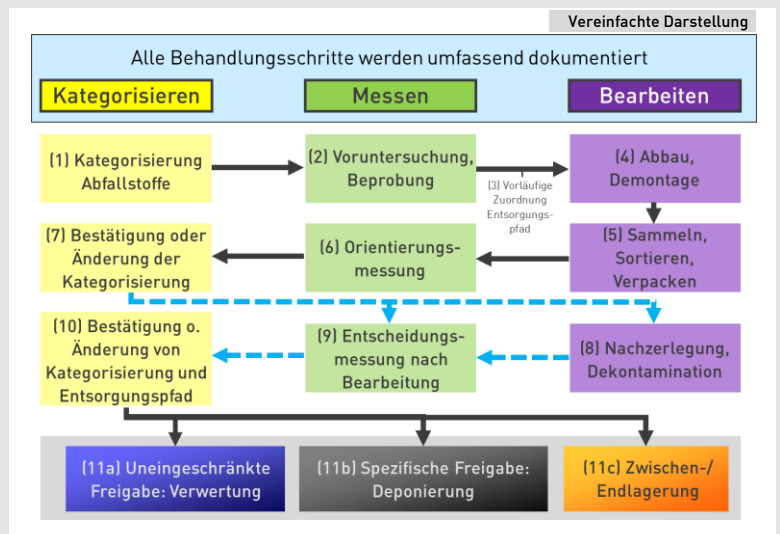 Vereinfachte Darstellung
Alle Behandlungsschritte werden umfassend dokumentiert
Kategorisieren
Messen
Bearbeiten
(1) Kategorisierung
Abfallstoffe
(2) Voruntersuchung,
Beprobung
(3) Vorläufige
Zuordnung
Entsorgungs-
pfad
(4) Abbau,
Demontage
(7) Bestätigung oder
Änderung der
Kategorisierung
(6) Orientierungs-
messung
(5) Sammeln,
Sortieren,
Verpacken
(10) Bestätigung o.
Änderung von
Kategorisierung und
Entsorgungspfad
(9) Entscheidungs-
messung nach
Bearbeitung
(8) Nachzerlegung,
Dekontamination
(11a) Uneingeschränkte
Freigabe: Verwertung
(11b) Spezifische Freigabe:
Deponierung
(11c) Zwischen-/
Endlagerung